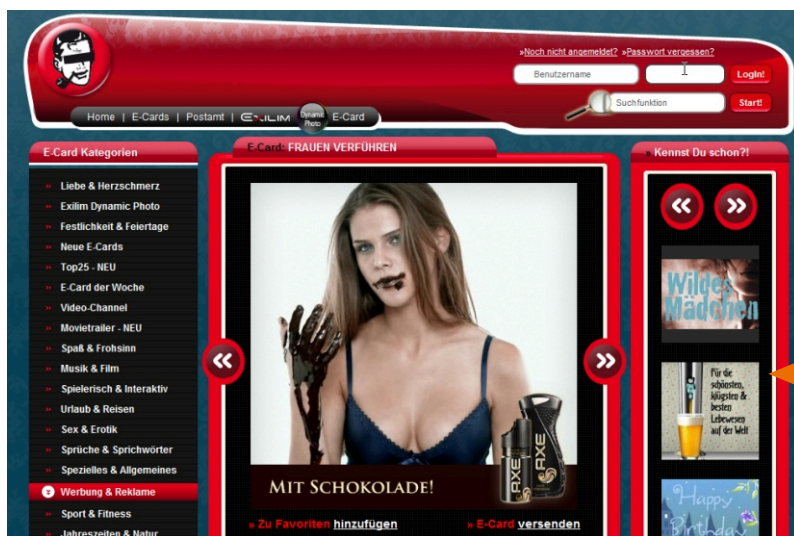 »Noch nicht angemeldet? »Passwort vergessen?
Benutzername
Login!
Suchfunktion
Start!
Home | E-Cards | Postamt | EXILIM Dynamic Photo E-Card
E-Card Kategorien
» Liebe & Herzschmerz
» Exilim Dynamic Photo
» Festlichkeit & Feiertage
» Neue E-Cards
» Top25 - NEU
» E-Card der Woche
» Video-Channel
» Movietrailer - NEU
» Spaß & Frohsinn
» Musik & Film
» Spielerisch & Interaktiv
» Urlaub & Reisen
» Sex & Erotik
» Sprüche & Sprichwörter
» Spezielles & Allgemeines
Werbung & Reklame
» Sport & Fitness
» Jahreszeiten & Natur
E-Card: FRAUEN VERFÜHREN
AXE
AXE
MIT SCHOKOLADE!
» Zu Favoriten hinzufügen
» E-Card versenden
» Kennst Du schon?!
Wildes
Mädchen
Für die
schönsten,
klügsten &
besten
Lebewesen
auf der Welt
Happy
Birthday